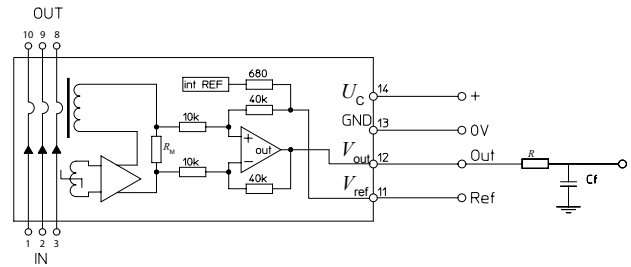 OUT
10 9 8
int REF
680
40k
10k
R_M
10k
+
out
−
40k
U_C
14
+
GND
13
0V
V_out
12
Out
R
Cf
V_ref
11
Ref
1 2 3
IN